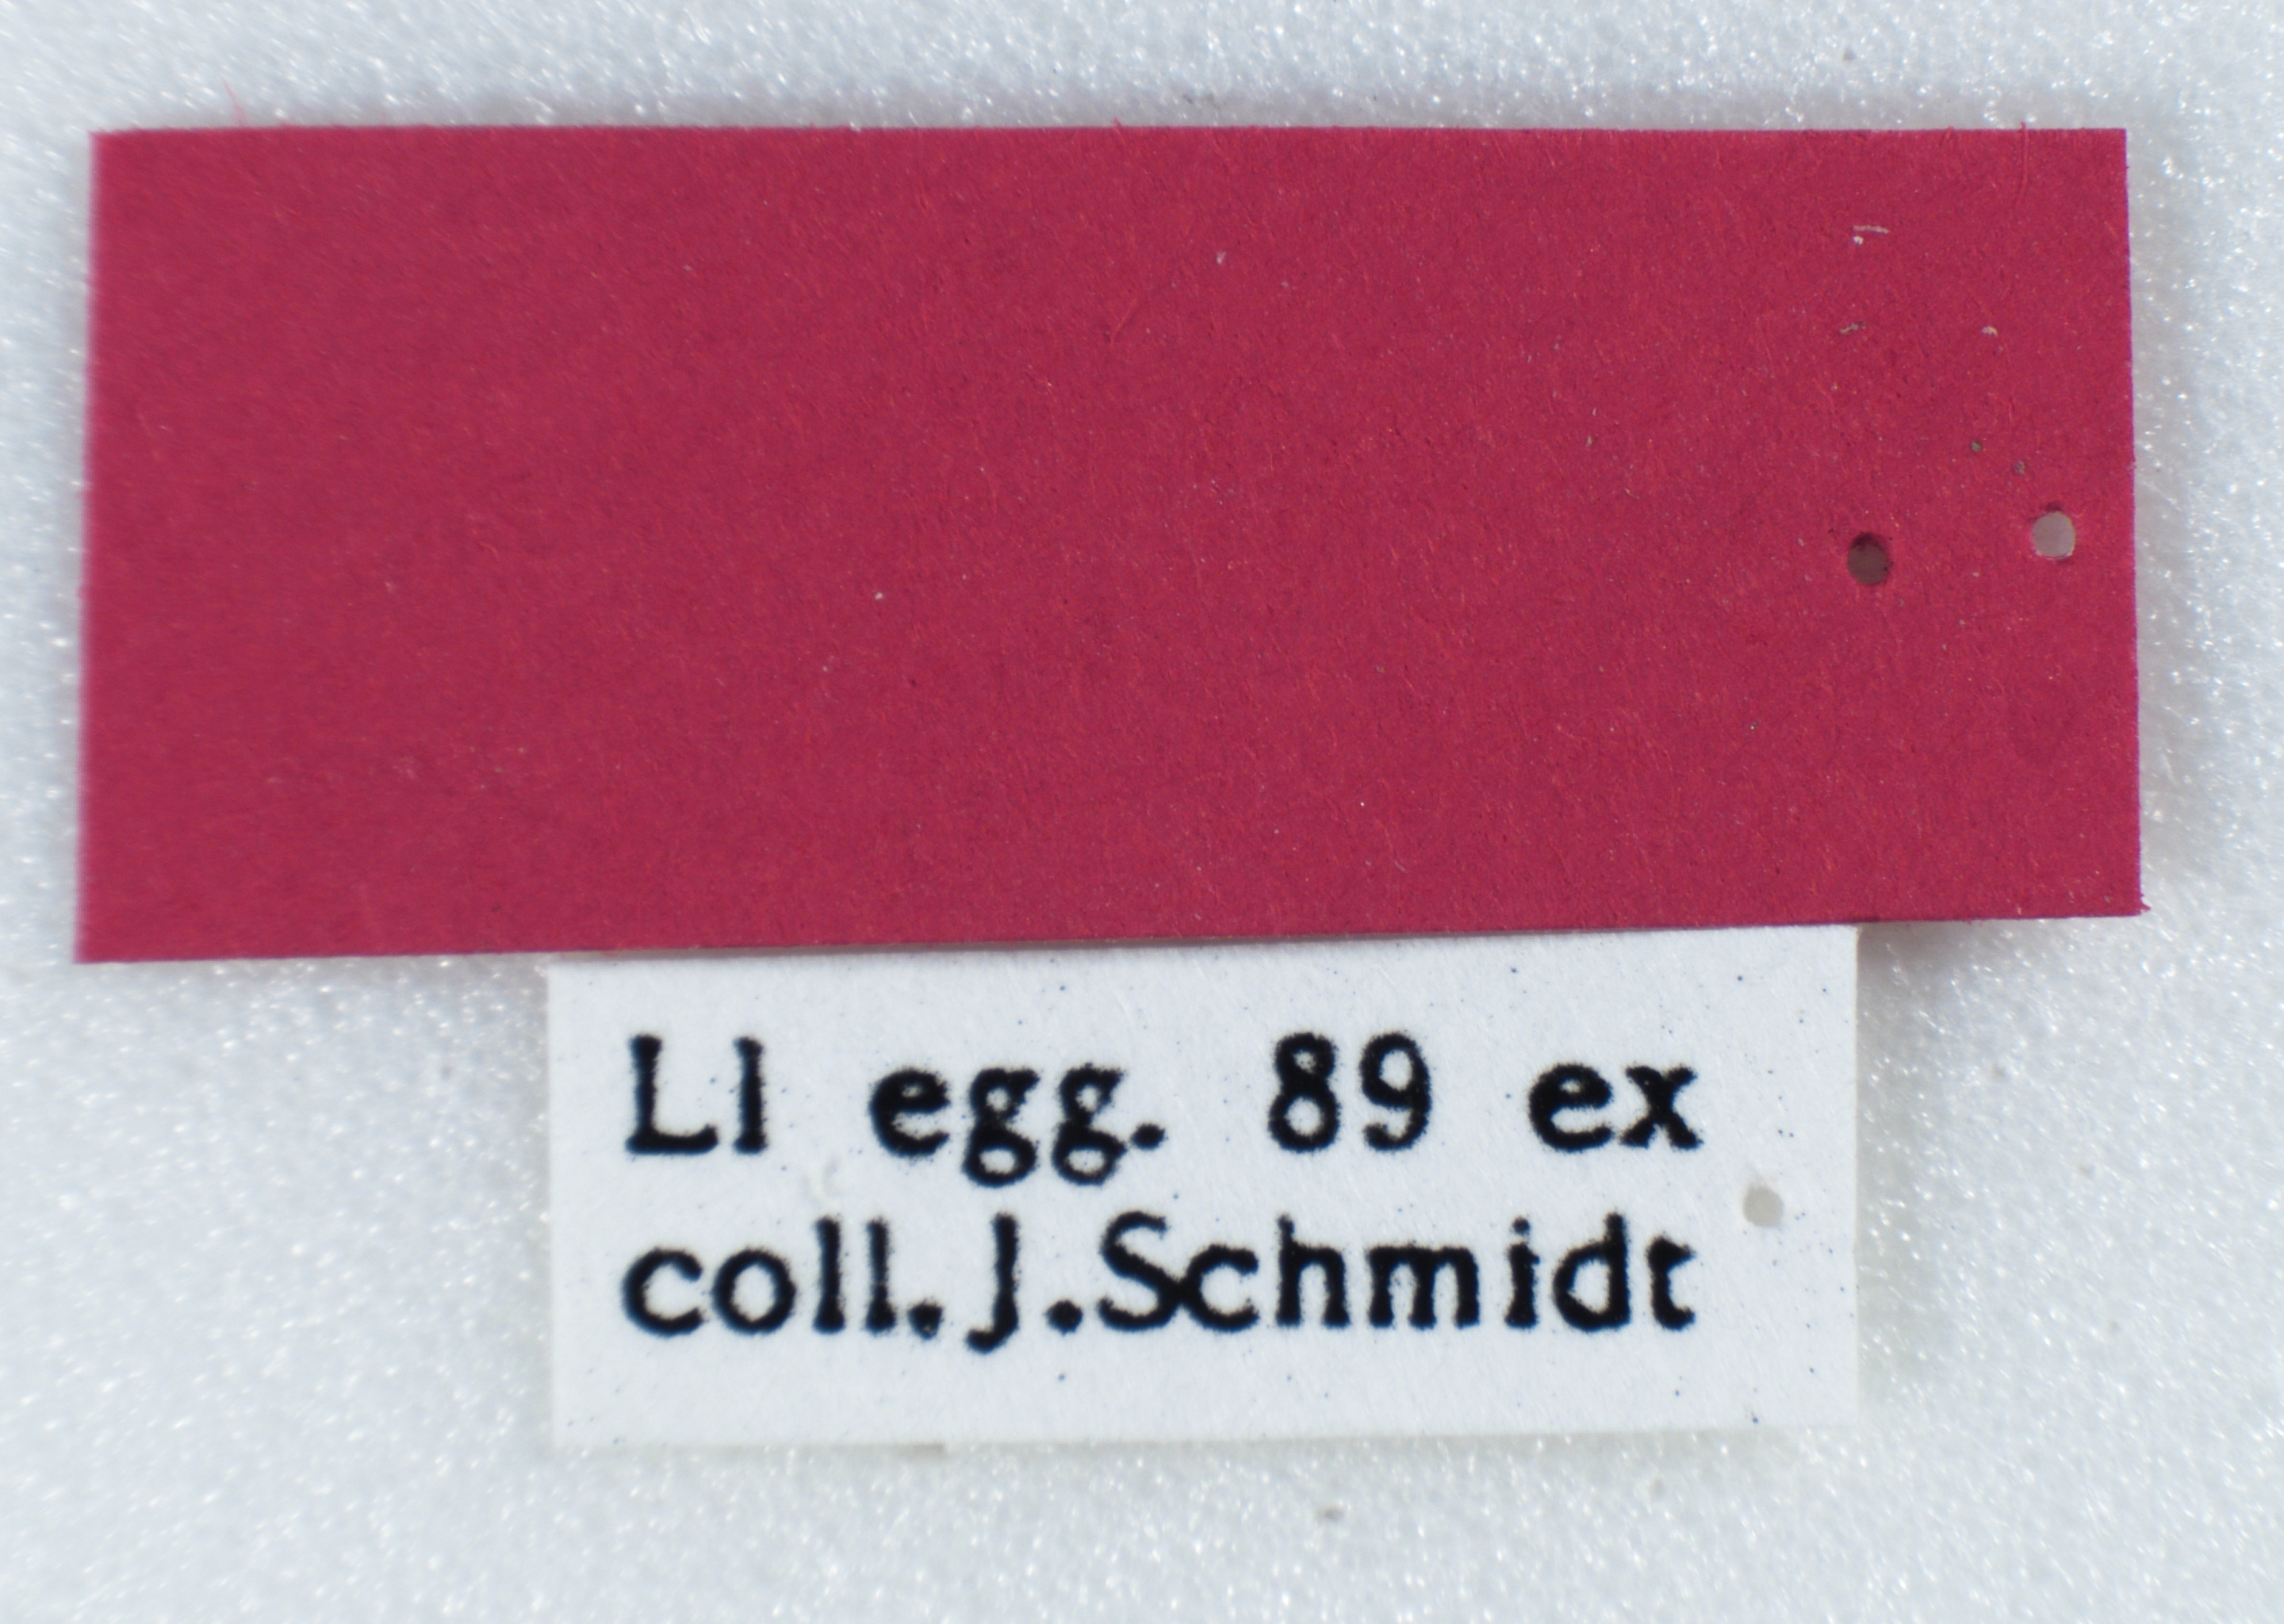 Ll egg. 89 ex
coll. J. Schmidt